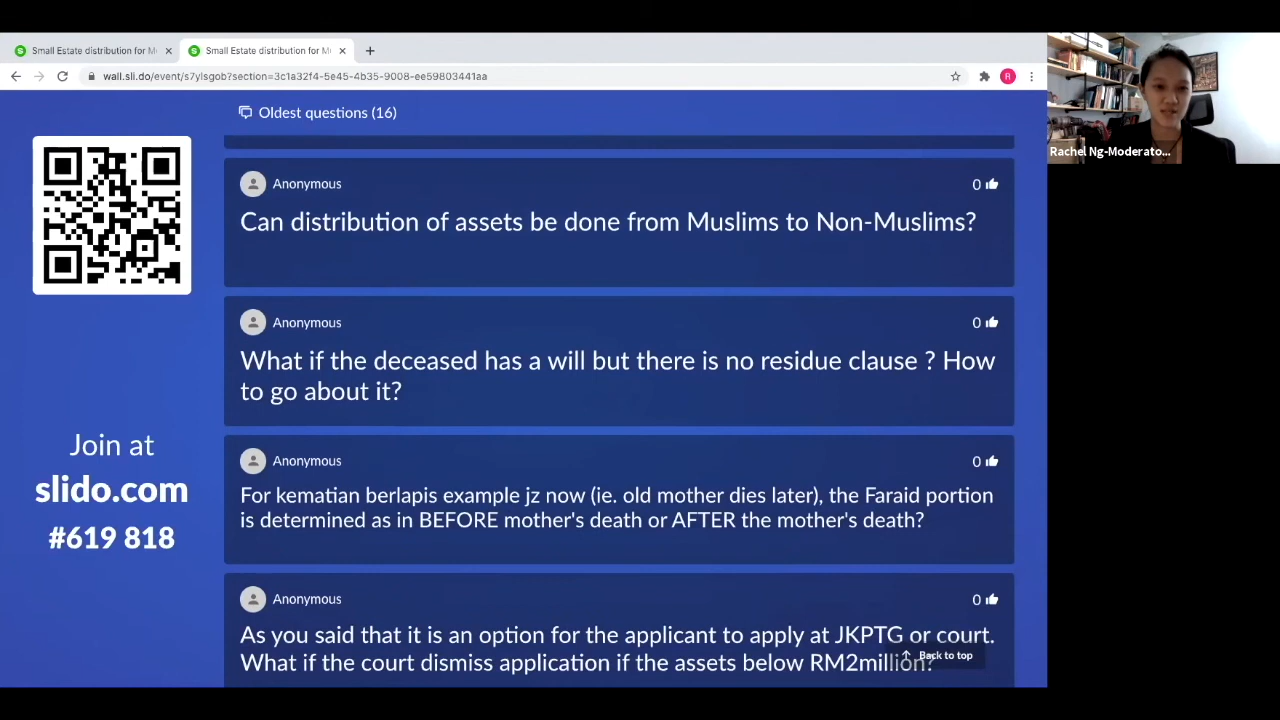 Small Estate distribution for M
Small Estate distribution for M
wall.sli.do/event/s7ylsgob?section=3c1a32f4-5e45-4b35-9008-ee59803441aa
R
Oldest questions (16)
Anonymous
0
Can distribution of assets be done from Muslims to Non-Muslims?
Anonymous
0
What if the deceased has a will but there is no residue clause ? How
to go about it?
Anonymous
0
For kematian berlapis example jz now (ie. old mother dies later), the Faraid portion
is determined as in BEFORE mother's death or AFTER the mother's death?
Anonymous
0
As you said that it is an option for the applicant to apply at JKPTG or court.
What if the court dismiss application if the assets below RM2million?
Back to top
Join at
slido.com
#619 818
Rachel Ng-Moderato...